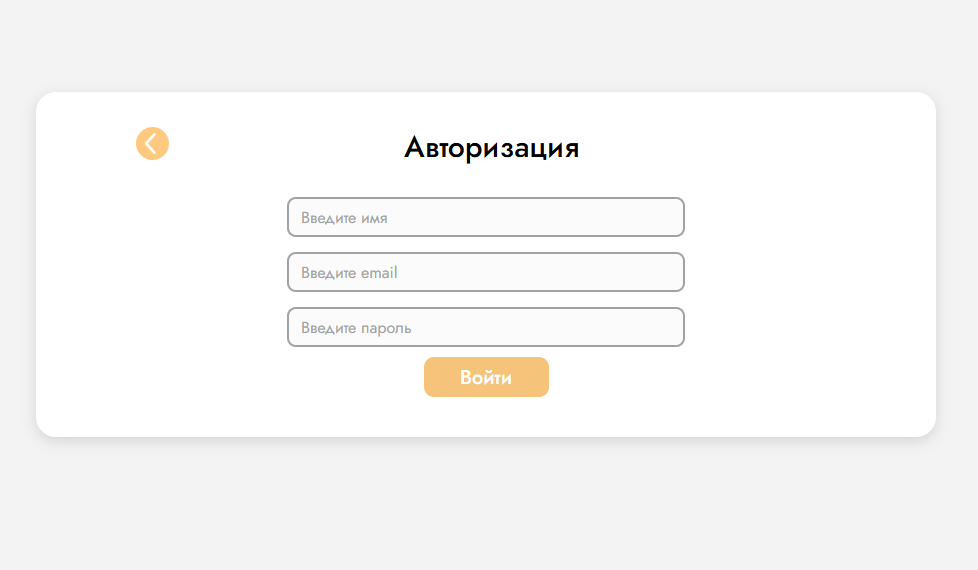 Авторизация
Введите имя
Введите email
Введите пароль
Войти